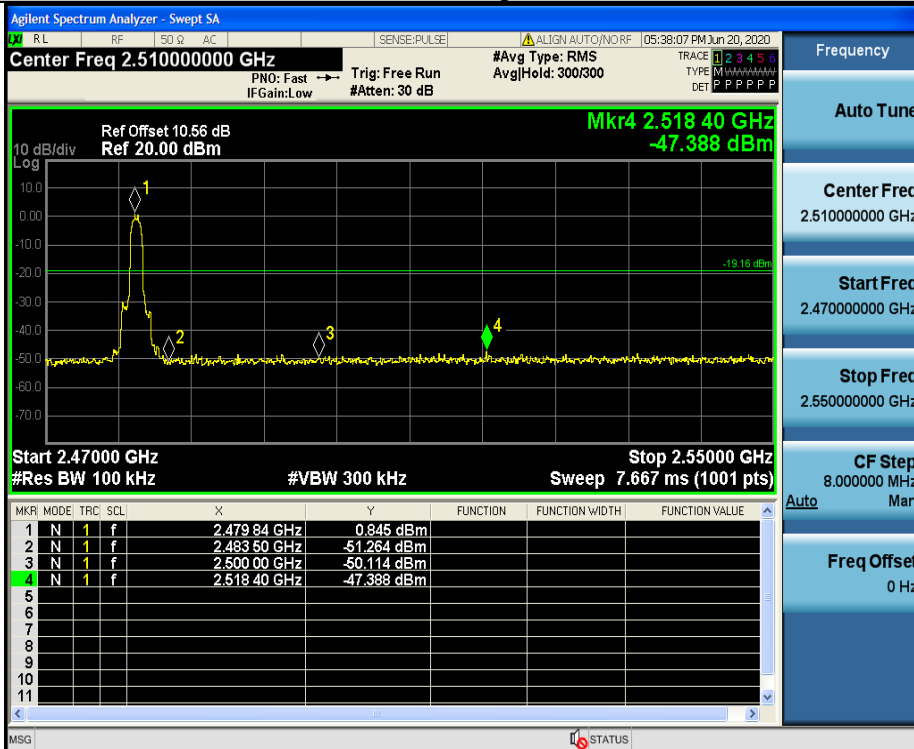 Agilent Spectrum Analyzer - Swept SA
LXI RL RF 50 Ω AC SENSE:PULSE ALIGN AUTO/NO RF 05:38:07 PM Jun 20, 2020
Center Freq 2.510000000 GHz
PNO: Fast
IFGain:Low
Trig: Free Run
#Atten: 30 dB
#Avg Type: RMS
Avg|Hold: 300/300
TRACE 1 2 3 4 5 6
TYPE M
DET P P P P P P
Ref Offset 10.56 dB
Ref 20.00 dBm
10 dB/div
Log
Mkr4 2.518 40 GHz
-47.388 dBm
10.0
0.00
-10.0
-20.0
-30.0
-40.0
-50.0
-60.0
-70.0
1
2
3
4
-19.16 dBm
Start 2.47000 GHz Stop 2.55000 GHz
#Res BW 100 kHz #VBW 300 kHz Sweep 7.667 ms (1001 pts)
MKR MODE TRC SCL X Y FUNCTION FUNCTION WIDTH FUNCTION VALUE
1 N 1 f 2.479 84 GHz 0.845 dBm
2 N 1 f 2.483 50 GHz -51.264 dBm
3 N 1 f 2.500 00 GHz -50.114 dBm
4 N 1 f 2.518 40 GHz -47.388 dBm
5
6
7
8
9
10
11
MSG STATUS
Frequency
Auto Tune
Center Freq
2.510000000 GHz
Start Freq
2.470000000 GHz
Stop Freq
2.550000000 GHz
CF Step
8.000000 MHz
Auto Man
Freq Offset
0 Hz